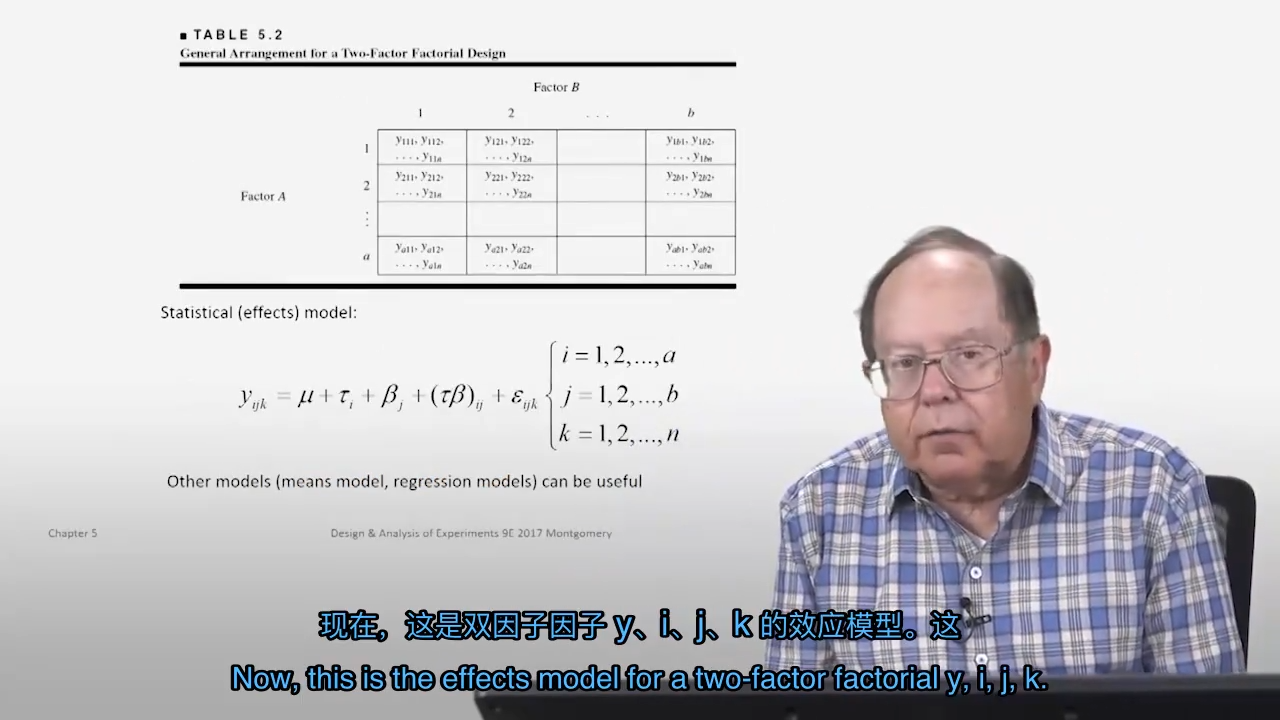 ■ TABLE 5.2
General Arrangement for a Two-Factor Factorial Design
Factor B
1 2 . . . b
1 y111, y112, y121, y122, y1b1, y1b2,
. . . , y11n . . . , y12n . . . , y1bn
2 y211, y212, y221, y222, y2b1, y2b2,
. . . , y21n . . . , y22n . . . , y2bn
Factor A
⋮
a ya11, ya12, ya21, ya22, yab1, yab2,
. . . , ya1n . . . , ya2n . . . , yabn
Statistical (effects) model:
i = 1, 2,..., a
yijk = μ + τi + βj + (τβ)ij + εijk { j = 1, 2,..., b
k = 1, 2,..., n
Other models (means model, regression models) can be useful
Chapter 5 Design & Analysis of Experiments 9E 2017 Montgomery
现在，这是双因子因子 y、i、j、k 的效应模型。这
Now, this is the effects model for a two-factor factorial y, i, j, k.